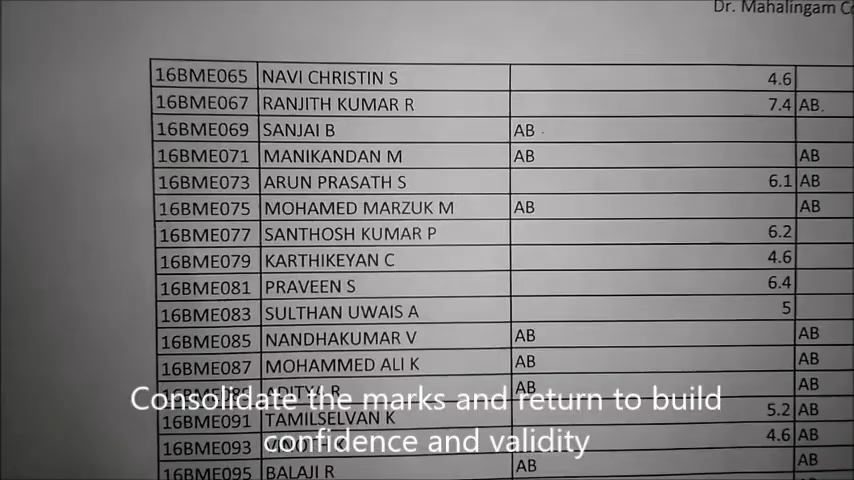 Dr. Mahalingam
16BME065 NAVI CHRISTIN S 4.6
16BME067 RANJITH KUMAR R 7.4 AB.
16BME069 SANJAI B AB
16BME071 MANIKANDAN M AB AB
16BME073 ARUN PRASATH S 6.1 AB
16BME075 MOHAMED MARZUK M AB AB
16BME077 SANTHOSH KUMAR P 6.2
16BME079 KARTHIKEYAN C 4.6
16BME081 PRAVEEN S 6.4
16BME083 SULTHAN UWAIS A 5
16BME085 NANDHAKUMAR V AB AB
16BME087 MOHAMMED ALI K AB AB
AB AB
Consolidate the marks and return to build
16BME091 TAMILSELVAN K 5.2 AB
16BME093 4.6 AB
confidence and validity
16BME095 BALAJI R AB